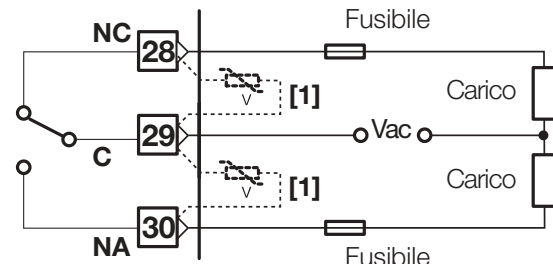 Fusibile
NC
28
V
[1]
Carico
C
29
Vac
V
[1]
Carico
30
NA
Fusibile